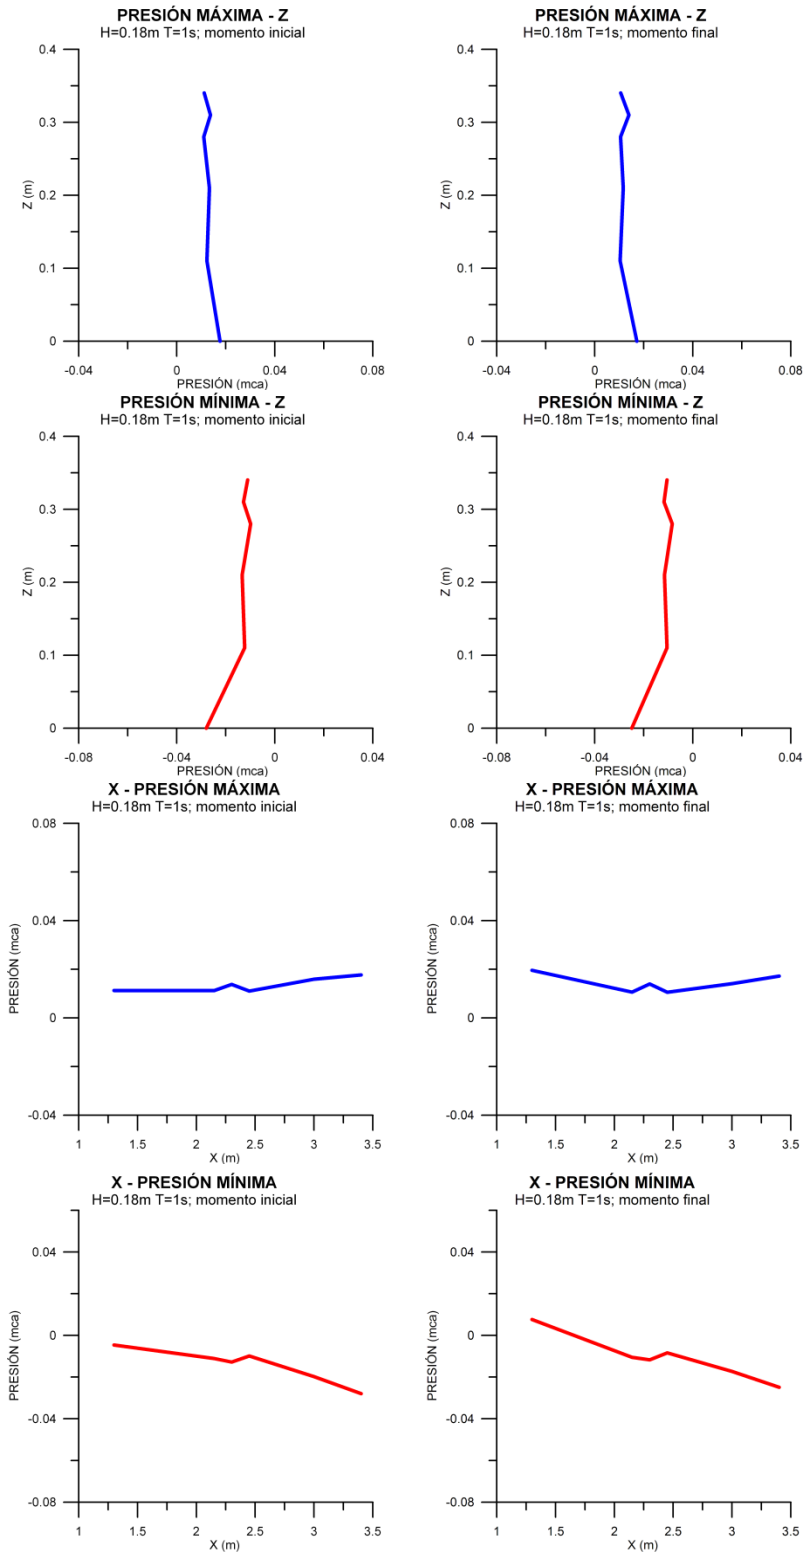 PRESIÓN MÁXIMA - Z
H=0.18m T=1s; momento inicial
0.4
0.3
0.2
0.1
0
Z (m)
-0.04 0 0.04 0.08
PRESIÓN (mca)
PRESIÓN MÁXIMA - Z
H=0.18m T=1s; momento final
0.4
0.3
0.2
0.1
0
Z (m)
-0.04 0 0.04 0.08
PRESIÓN (mca)
PRESIÓN MÍNIMA - Z
H=0.18m T=1s; momento inicial
0.4
0.3
0.2
0.1
0
Z (m)
-0.08 -0.04 0 0.04
PRESIÓN (mca)
PRESIÓN MÍNIMA - Z
H=0.18m T=1s; momento final
0.4
0.3
0.2
0.1
0
Z (m)
-0.08 -0.04 0 0.04
PRESIÓN (mca)
X - PRESIÓN MÁXIMA
H=0.18m T=1s; momento inicial
0.08
0.04
0
-0.04
PRESIÓN (mca)
1 1.5 2 2.5 3 3.5
X (m)
X - PRESIÓN MÁXIMA
H=0.18m T=1s; momento final
0.08
0.04
0
-0.04
PRESIÓN (mca)
1 1.5 2 2.5 3 3.5
X (m)
X - PRESIÓN MÍNIMA
H=0.18m T=1s; momento inicial
0.04
0
-0.04
-0.08
PRESIÓN (mca)
1 1.5 2 2.5 3 3.5
X (m)
X - PRESIÓN MÍNIMA
H=0.18m T=1s; momento final
0.04
0
-0.04
-0.08
PRESIÓN (mca)
1 1.5 2 2.5 3 3.5
X (m)